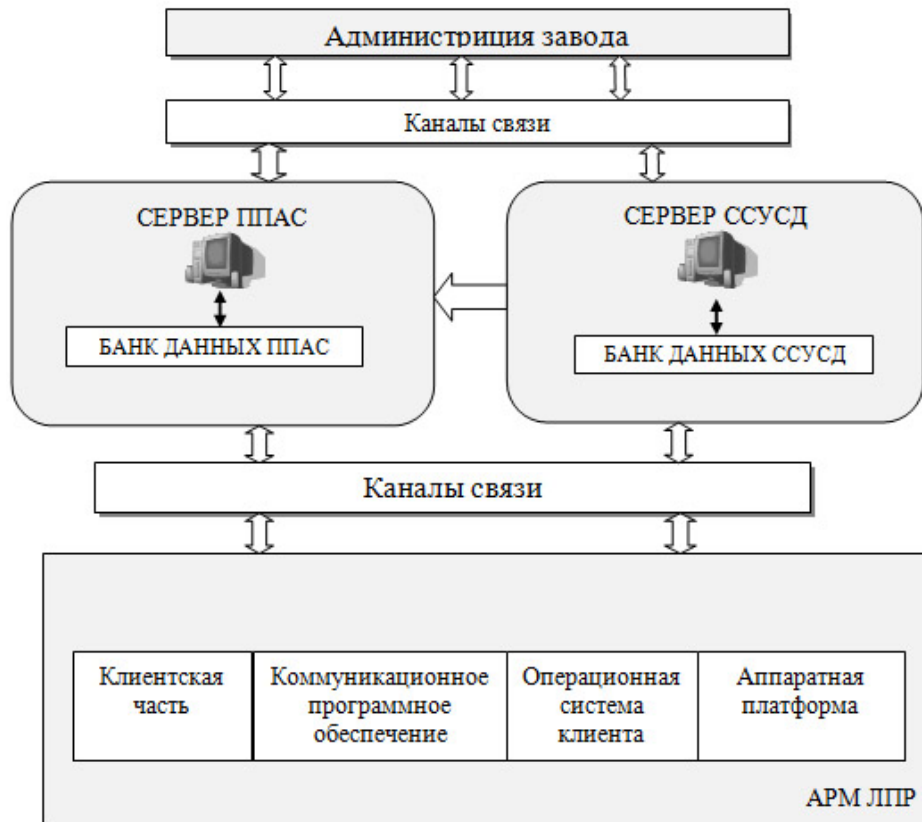 Администриция завода
Каналы связи
СЕРВЕР ППАС
СЕРВЕР ССУСД
БАНК ДАННЫХ ППАС
БАНК ДАННЫХ ССУСД
Каналы связи
Клиентская
часть
Коммуникационное
программное
обеспечение
Операционная
система
клиента
Аппаратная
платформа
АРМ ЛПР